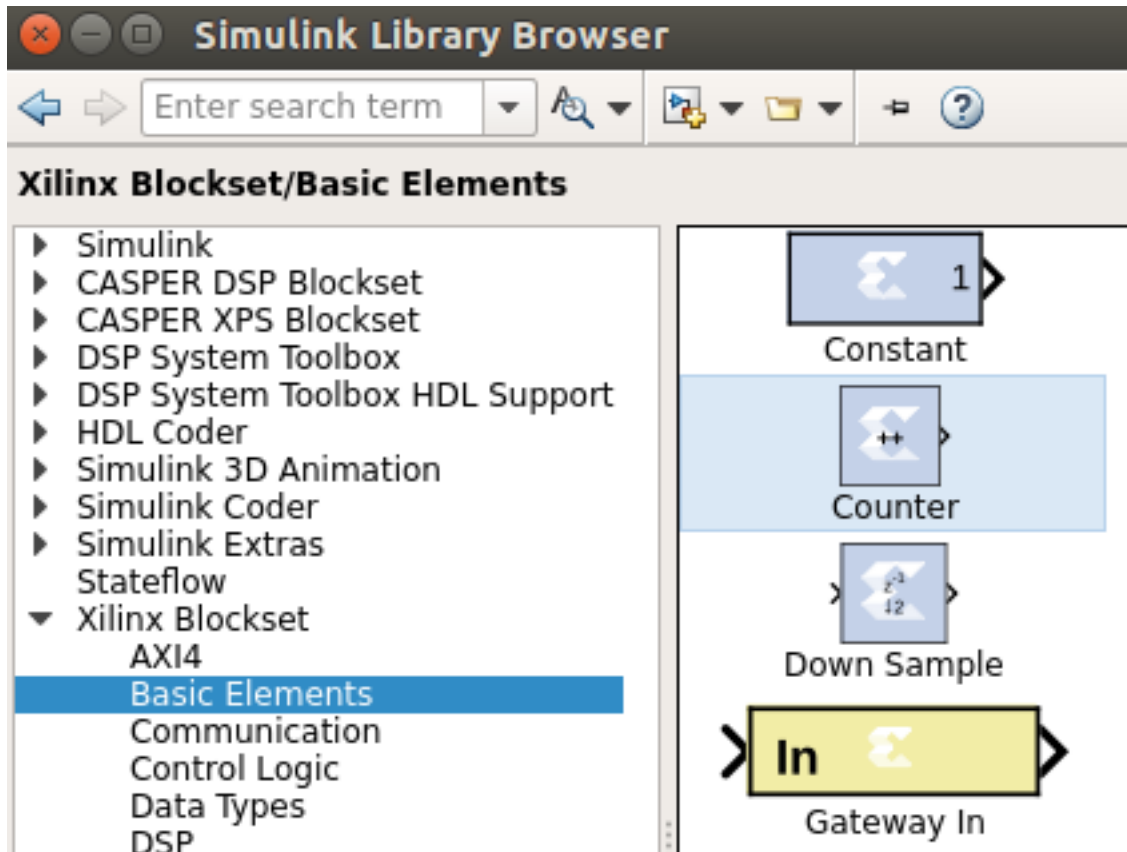 Simulink Library Browser
Enter search term
Xilinx Blockset/Basic Elements
Simulink
CASPER DSP Blockset
CASPER XPS Blockset
DSP System Toolbox
DSP System Toolbox HDL Support
HDL Coder
Simulink 3D Animation
Simulink Coder
Simulink Extras
Stateflow
Xilinx Blockset
AXI4
Basic Elements
Communication
Control Logic
Data Types
DSP
1
Constant
++
Counter
z⁻¹
↓2
Down Sample
In
Gateway In